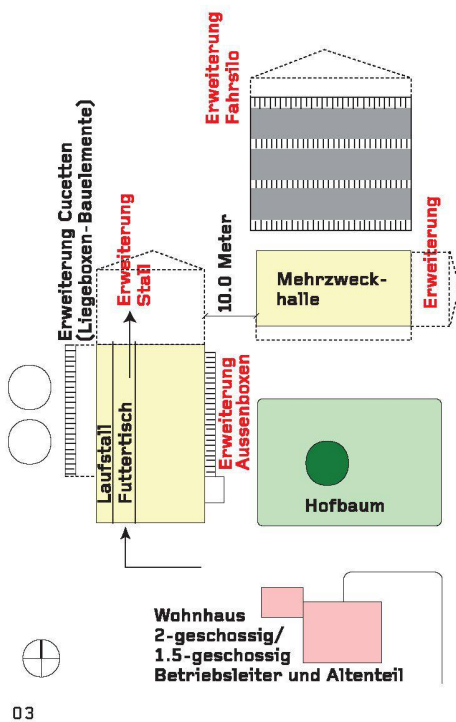 Erweiterung
Fahrsilo
Erweiterung Cucetten
(Liegeboxen-Bauelemente)
Erweiterung
Stall
10.0 Meter
Mehrzweck-
halle
Erweiterung
Laufstall
Futtertisch
Erweiterung
Aussenboxen
Hofbaum
Wohnhaus
2-geschossig/
1.5-geschossig
Betriebsleiter und Altenteil
03